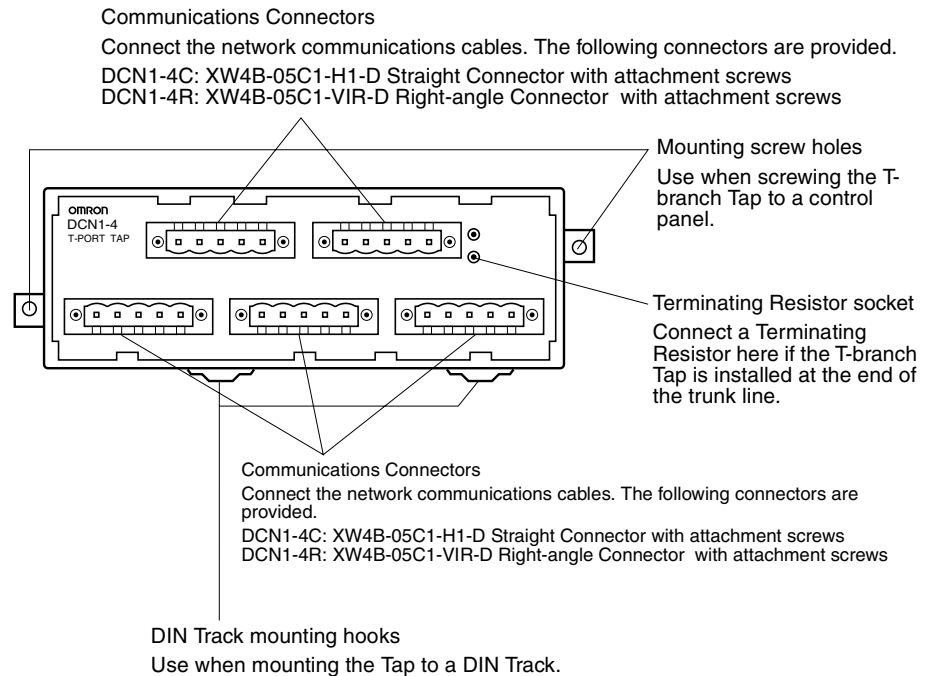 Communications Connectors
Connect the network communications cables. The following connectors are provided.
DCN1-4C: XW4B-05C1-H1-D Straight Connector with attachment screws
DCN1-4R: XW4B-05C1-VIR-D Right-angle Connector with attachment screws
Mounting screw holes
Use when screwing the T-
branch Tap to a control
panel.
OMRON
DCN1-4
T-PORT TAP
Terminating Resistor socket
Connect a Terminating
Resistor here if the T-branch
Tap is installed at the end of
the trunk line.
Communications Connectors
Connect the network communications cables. The following connectors are
provided.
DCN1-4C: XW4B-05C1-H1-D Straight Connector with attachment screws
DCN1-4R: XW4B-05C1-VIR-D Right-angle Connector with attachment screws
DIN Track mounting hooks
Use when mounting the Tap to a DIN Track.